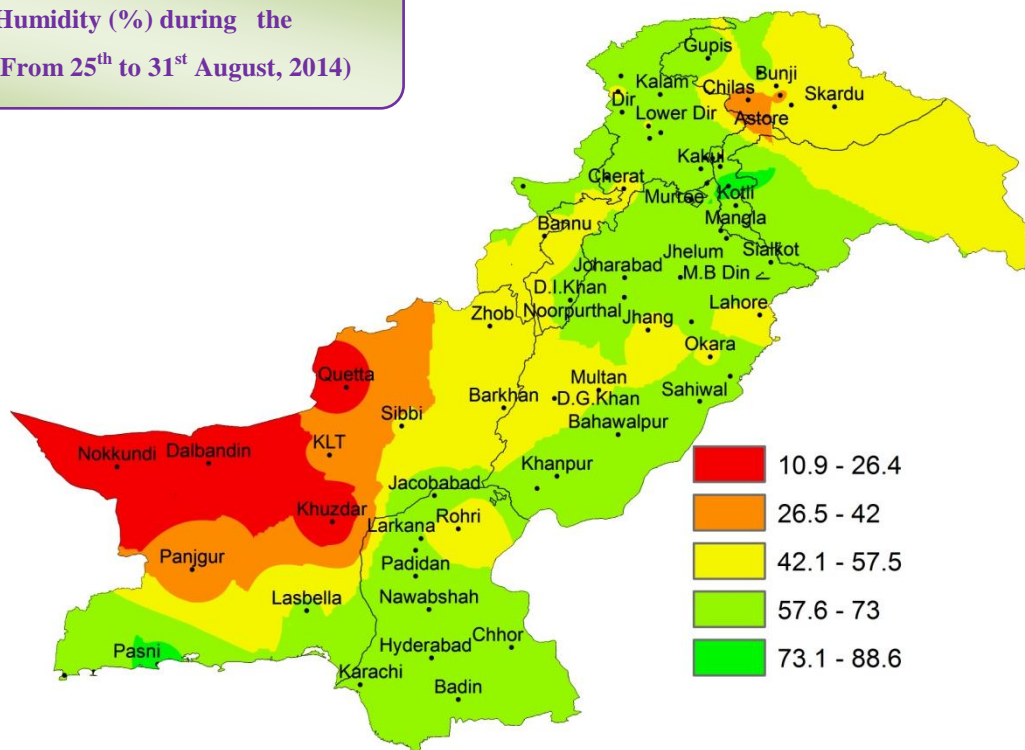 Humidity (%) during the
From 25th to 31st August, 2014)
Gupis
Bunji
Kalam
Chilas
Skardu
Dir
Lower Dir
Astore
Kakul
Cherat
Murree
Kotli
Mangla
Bannu
Sialkot
Jhelum
Joharabad
M.B Din
D.I.Khan
Lahore
Zhob
Noorpurthal
Jhang
Okara
Quetta
Multan
Sahiwal
Barkhan
D.G.Khan
Sibbi
Bahawalpur
KLT
Nokkundi
Dalbandin
10.9 - 26.4
Khanpur
Jacobabad
26.5 - 42
Khuzdar
Rohri
Larkana
42.1 - 57.5
Panjgur
Padidan
Lasbella
Nawabshah
57.6 - 73
Chhor
Pasni
Hyderabad
73.1 - 88.6
Karachi
Badin